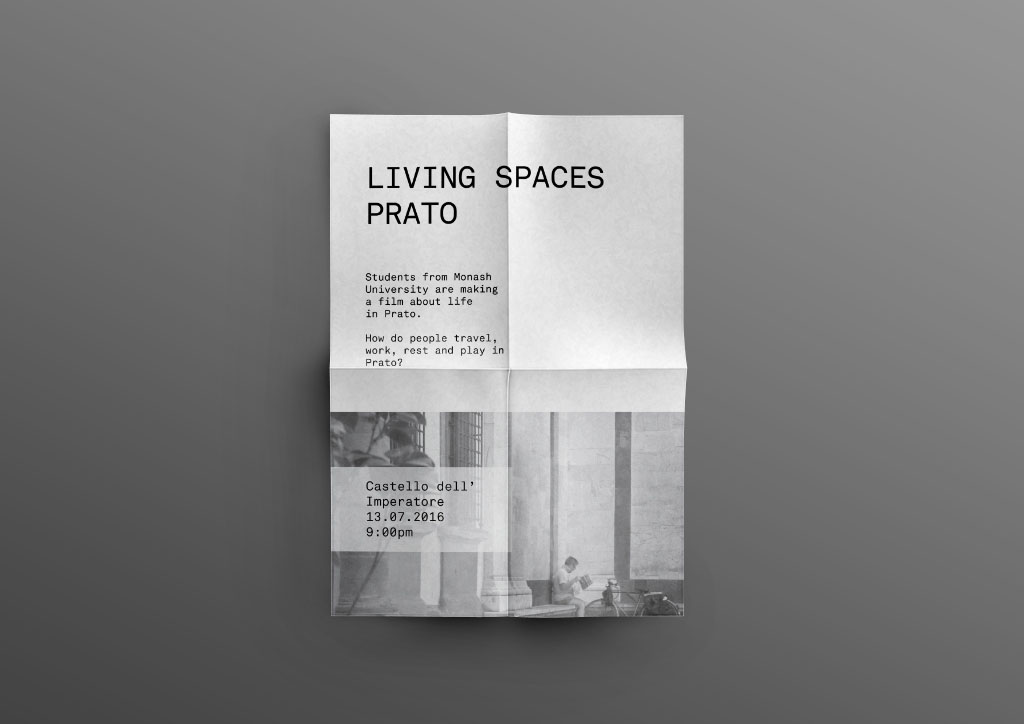 LIVING SPACES
PRATO
Students from Monash
University are making
a film about life
in Prato.
How do people travel,
work, rest and play in
Prato?
Castello dell’
Imperatore
13.07.2016
9:00pm